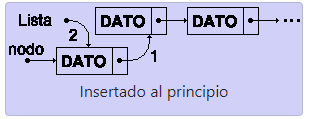 Lista
DATO
DATO
2
nodo
DATO
1
Insertado al principio